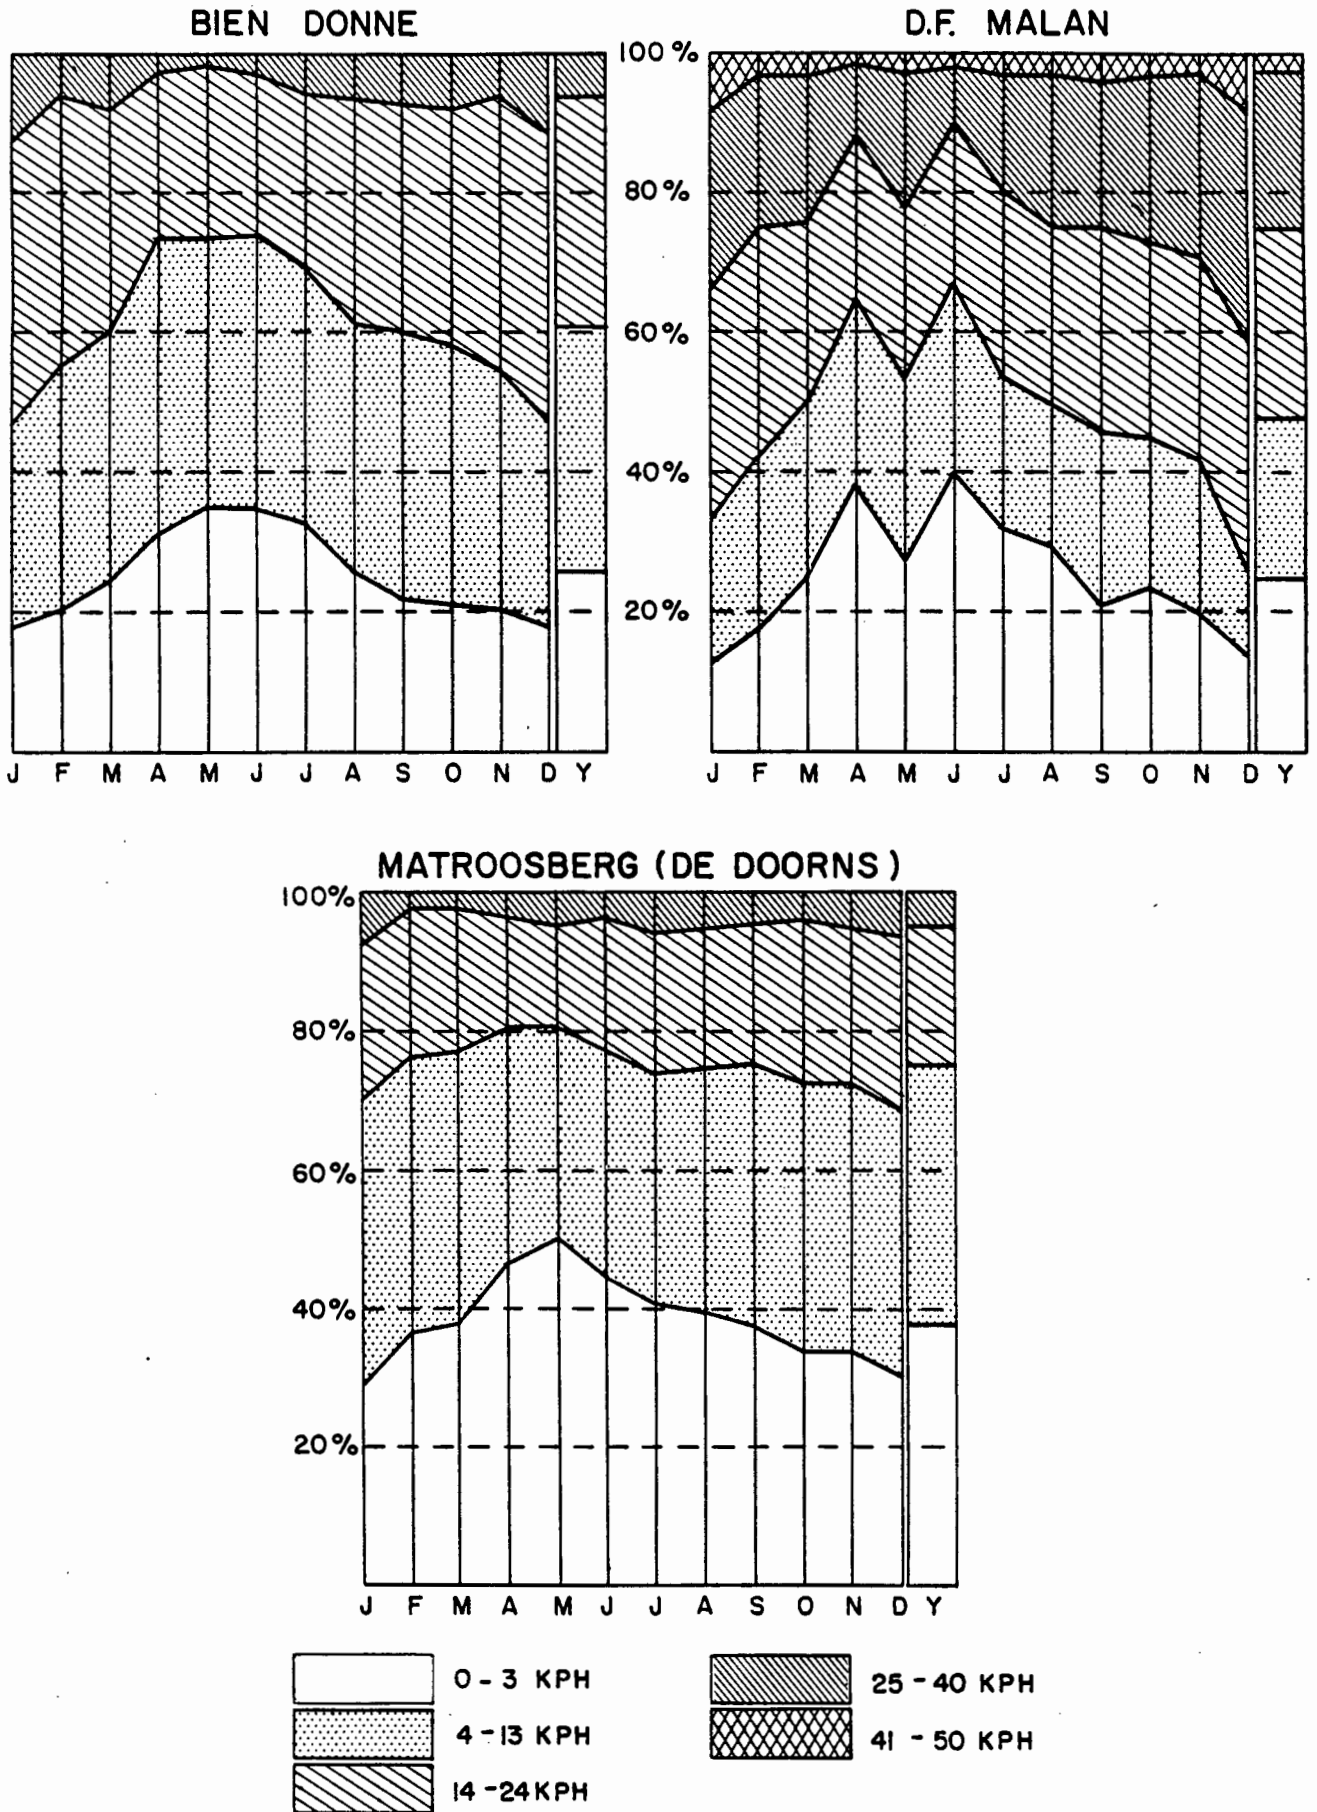 BIEN DONNE
D.F. MALAN
100%
80%
60%
40%
20%
J F M A M J J A S O N D Y
J F M A M J J A S O N D Y
MATROOSBERG (DE DOORNS)
100%
80%
60%
40%
20%
J F M A M J J A S O N D Y
0-3 KPH
4-13 KPH
14-24 KPH
25-40 KPH
41-50 KPH